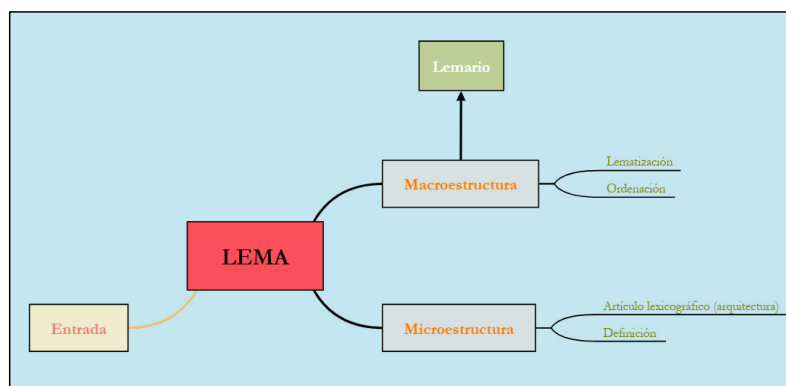 Lemario
Macroestructura
Lematización
Ordenación
LEMA
Entrada
Microestructura
Artículo lexicográfico (arquitectura)
Definición